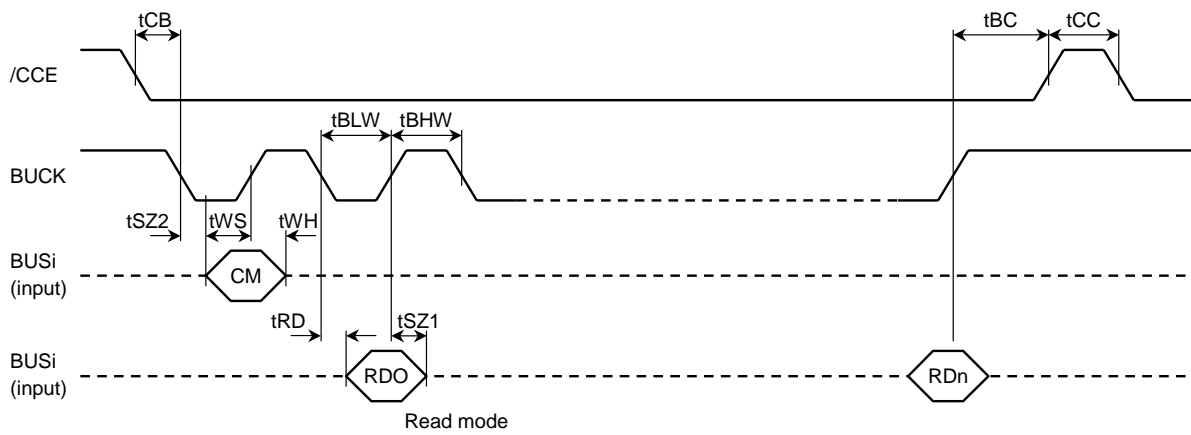 tCB
tBC
tCC
/CCE
tBLW
tBHW
BUCK
tSZ2
tWS
tWH
BUSi
(input)
CM
tRD
tSZ1
BUSi
(input)
RDO
RDn
Read mode